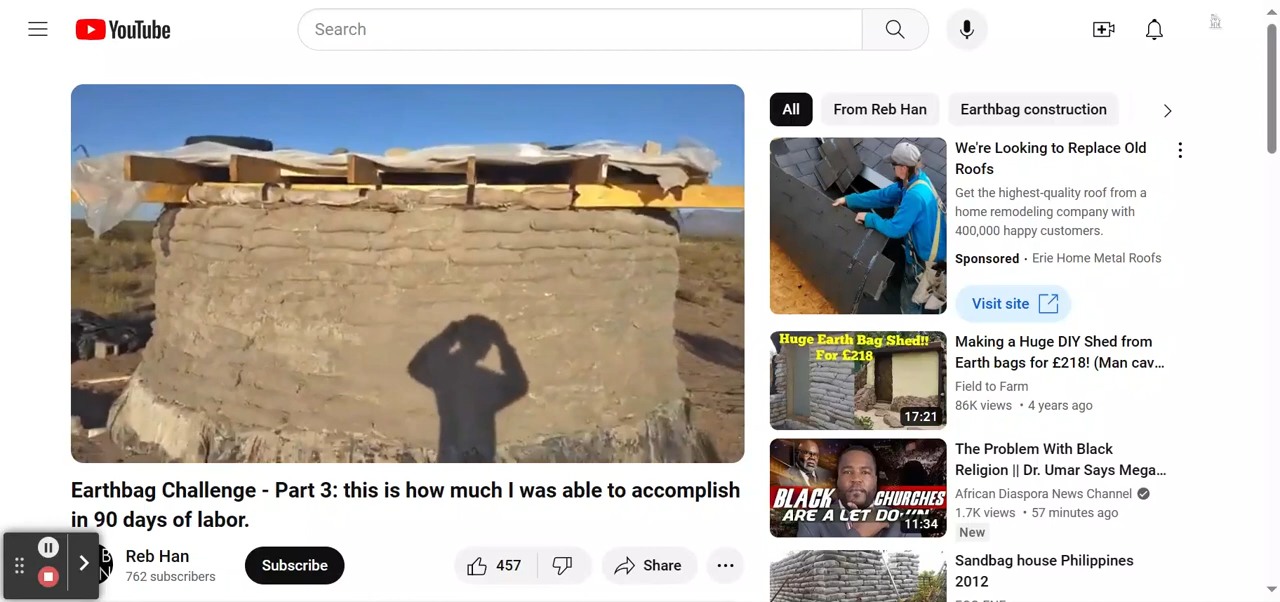 YouTube
Search
All
From Reb Han
Earthbag construction
We're Looking to Replace Old
Roofs
Get the highest-quality roof from a
home remodeling company with
400,000 happy customers.
Sponsored · Erie Home Metal Roofs
Visit site
Huge Earth Bag Shed!!
For £218
17:21
Making a Huge DIY Shed from
Earth bags for £218! (Man cav...
Field to Farm
86K views • 4 years ago
BLACK CHURCHES
ARE A LET DOWN
11:34
The Problem With Black
Religion || Dr. Umar Says Mega...
African Diaspora News Channel
1.7K views • 57 minutes ago
New
Sandbag house Philippines
2012
Earthbag Challenge - Part 3: this is how much I was able to accomplish
in 90 days of labor.
Reb Han
762 subscribers
Subscribe
457
Share